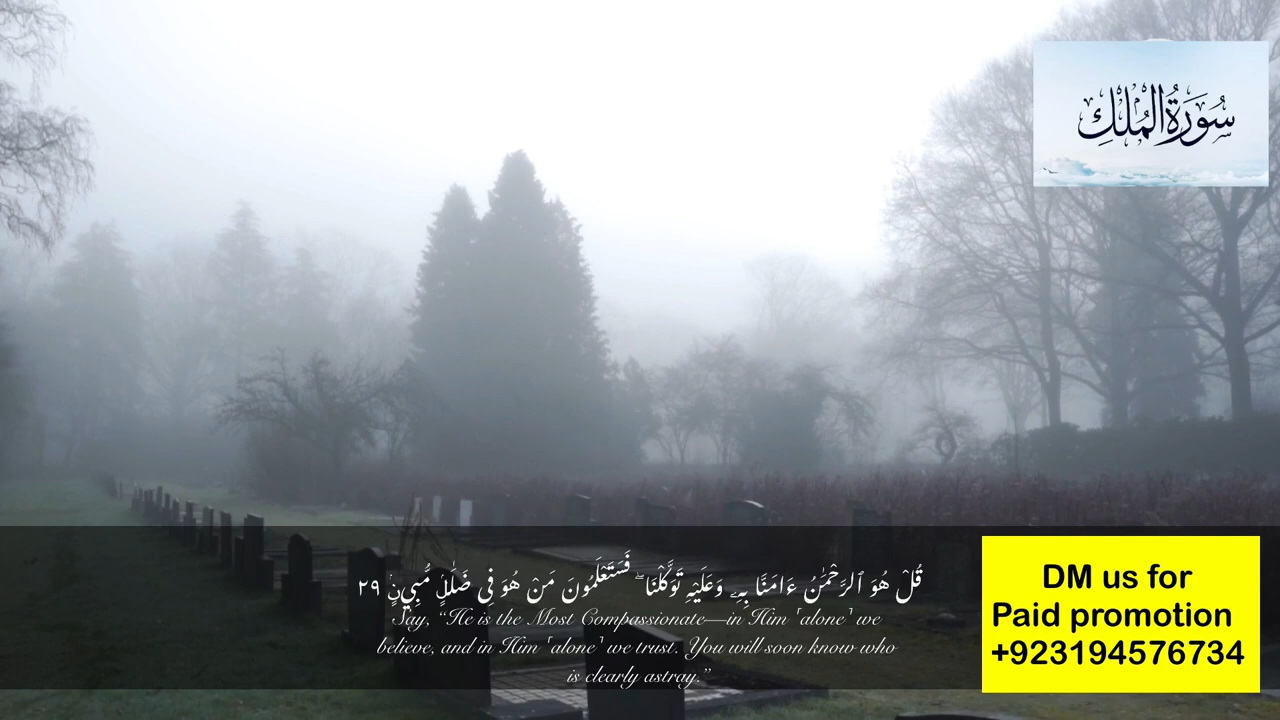 سُورَةُ الْمُلْكِ
قُلْ هُوَ ٱلرَّحْمَـٰنُ ءَامَنَّا بِهِۦ وَعَلَيْهِ تَوَكَّلْنَا ۖ فَسَتَعْلَمُونَ مَنْ هُوَ فِى ضَلَـٰلٍ مُّبِينٍ ٢٩
Say, “He is the Most Compassionate—in Him ˹alone˺ we
believe, and in Him ˹alone˺ we trust. You will soon know who
is clearly astray.”
DM us for
Paid promotion
+923194576734